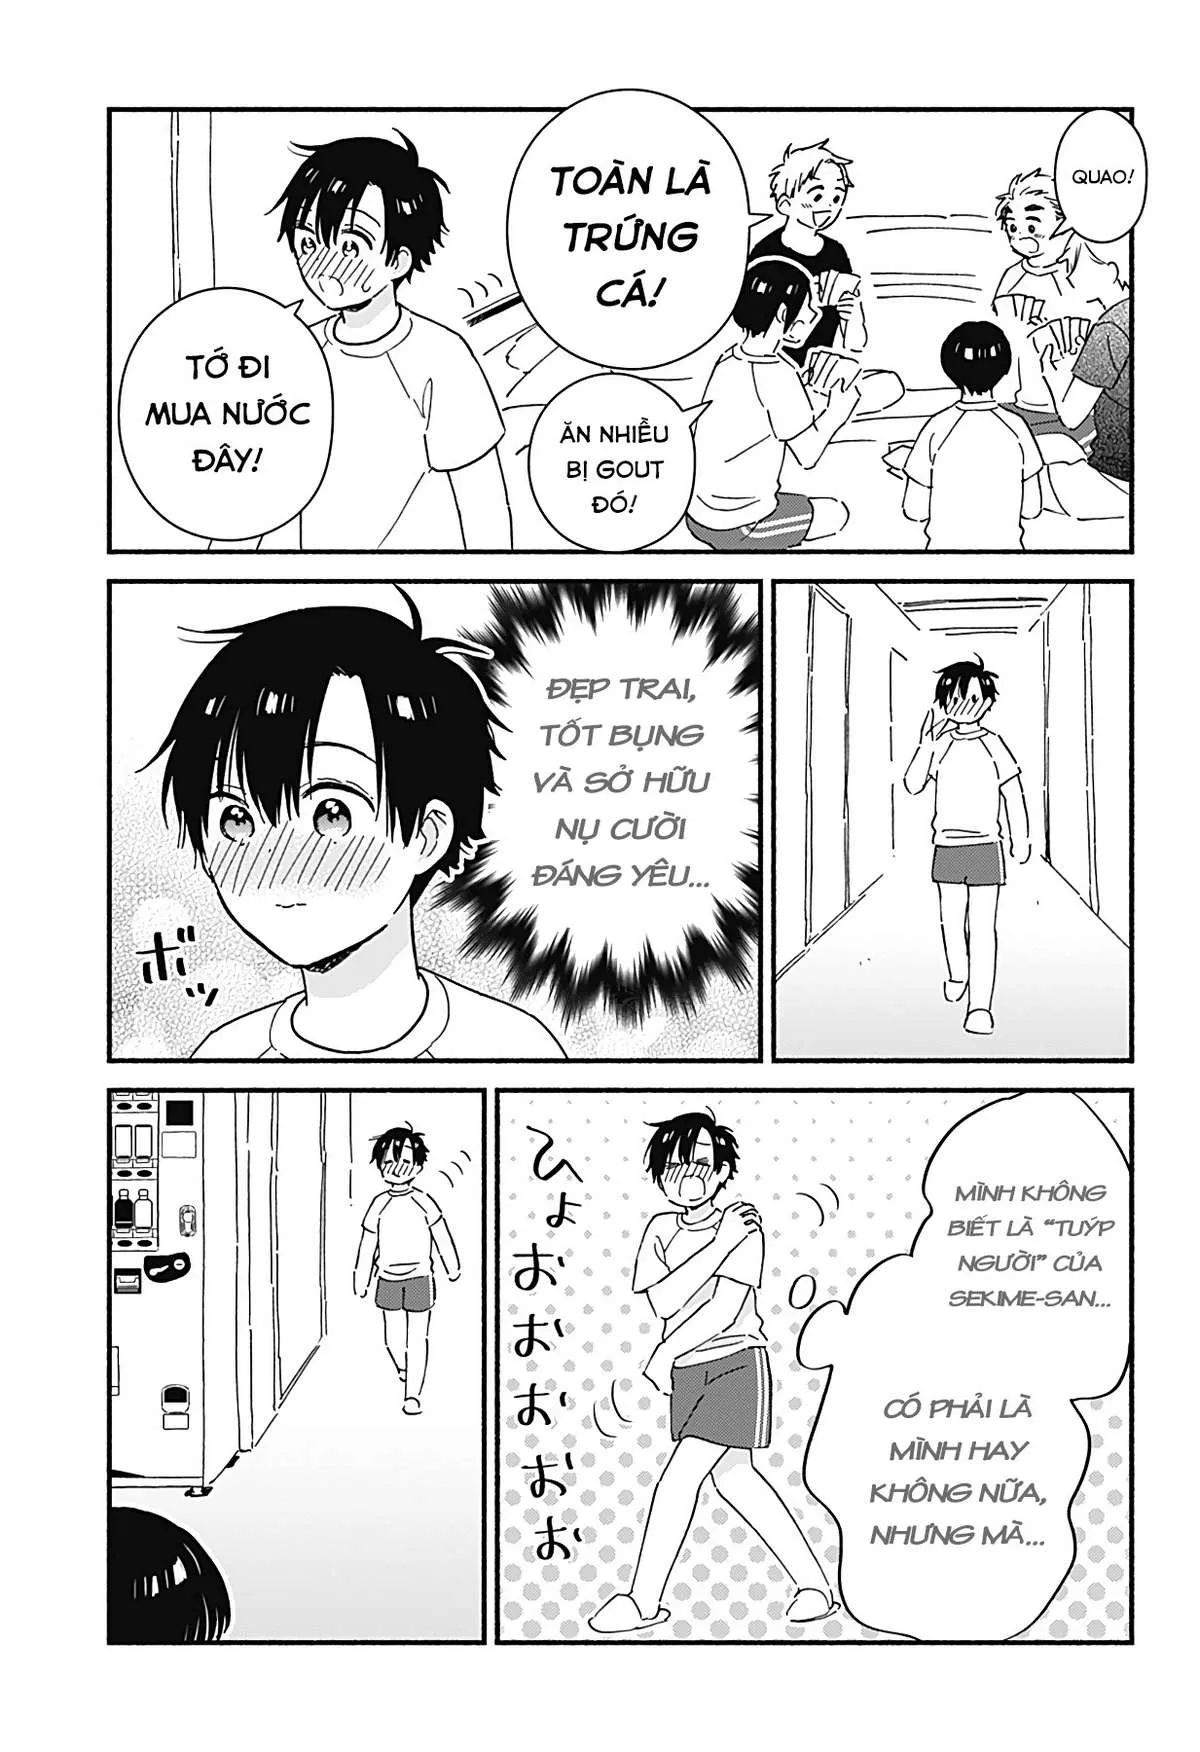 QUAO!
TOÀN LÀ
TRỨNG
CÁ!
ĂN NHIỀU
BỊ GOUT
ĐÓ!
TỚ ĐI
MUA NƯỚC
ĐÂY!
ĐẸP TRAI,
TỐT BỤNG
VÀ SỞ HỮU
NỤ CƯỜI
ĐÁNG YÊU...
ポッ
MÌNH KHÔNG
BIẾT LÀ “TUÝP
NGƯỜI” CỦA
SEKIME-SAN...
CÓ PHẢI LÀ
MÌNH HAY
KHÔNG NỮA,
NHƯNG MÀ...
ひょおおおおお